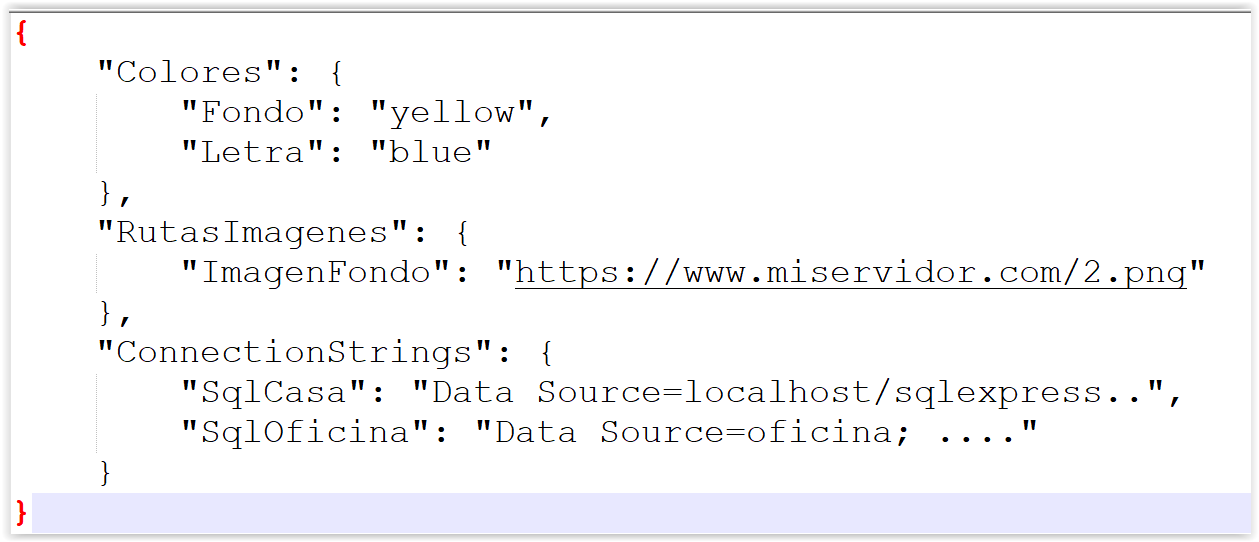 {
"Colores": {
"Fondo": "yellow",
"Letra": "blue"
},
"RutasImagenes": {
"ImagenFondo": "https://www.miservidor.com/2.png"
},
"ConnectionStrings": {
"SqlCasa": "Data Source=localhost/sqlexpress..",
"SqlOficina": "Data Source=oficina; ...."
}
}